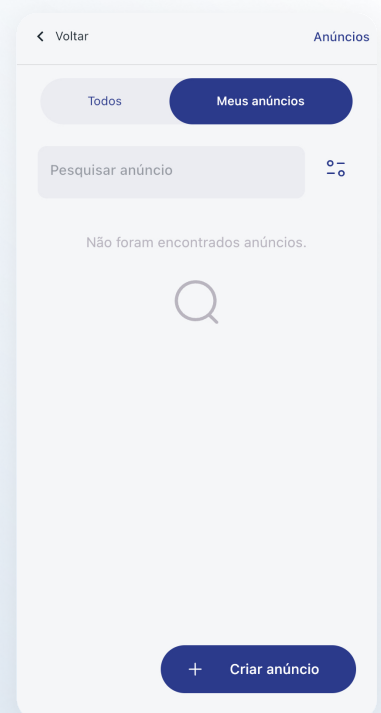 Voltar
Anúncios
Todos
Meus anúncios
Pesquisar anúncio
Não foram encontrados anúncios.
Criar anúncio